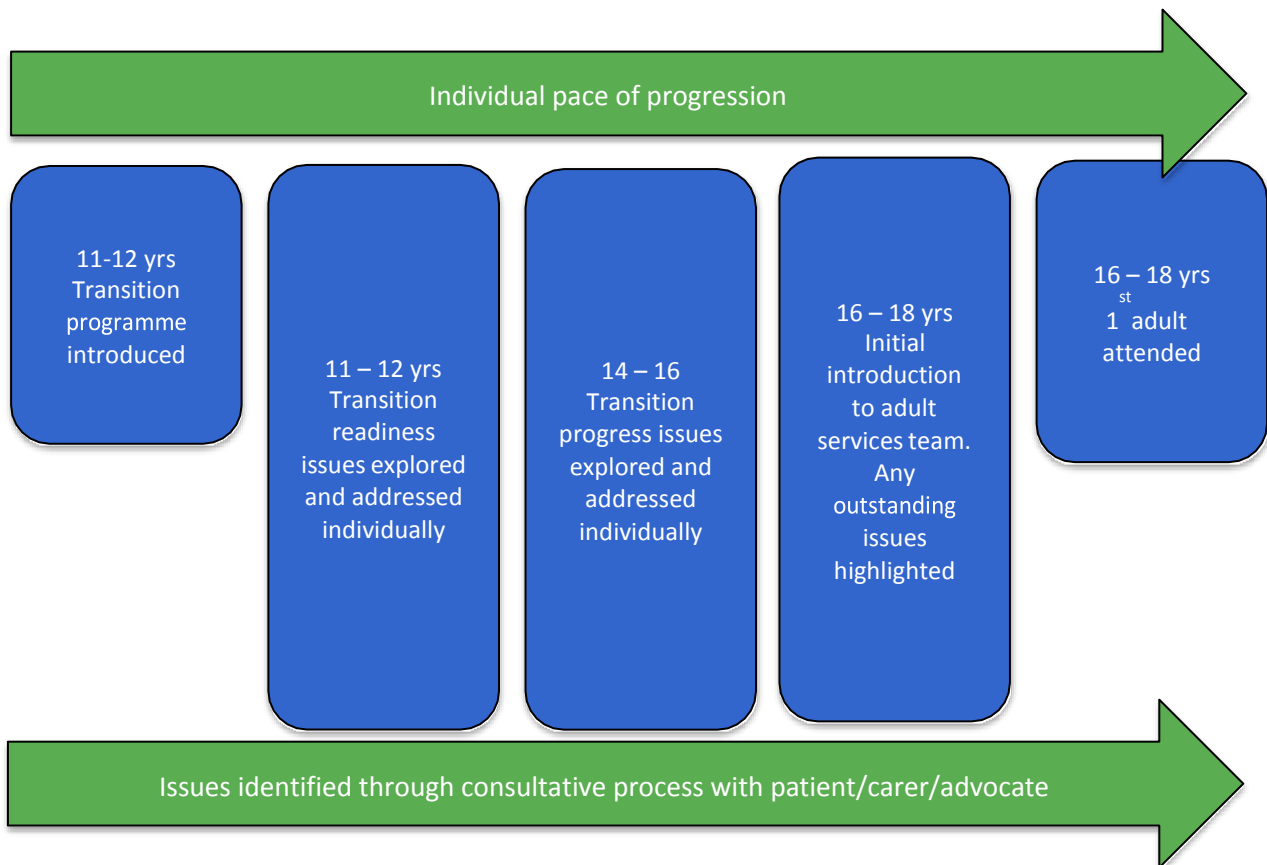 Individual pace of progression
11-12 yrs
Transition
programme
introduced
11 – 12 yrs
Transition
readiness
issues explored
and addressed
individually
14 – 16
Transition
progress issues
explored and
addressed
individually
16 – 18 yrs
Initial
introduction
to adult
services team.
Any
outstanding
issues
highlighted
16 – 18 yrs
1st adult
attended
Issues identified through consultative process with patient/carer/advocate